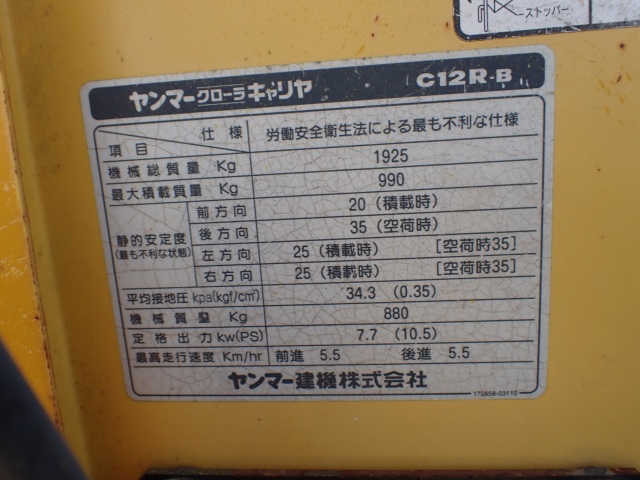 ストッパー
ヤンマークローラキャリヤ C12R-B
仕様 労働安全衛生法による最も不利な仕様
項目
機械総質量 Kg 1925
最大積載質量 Kg 990
静的安定度(最も不利な状態) 前方向 20 (積載時)
後方向 35 (空荷時)
左方向 25 (積載時) [空荷時35]
右方向 25 (積載時) [空荷時35]
平均接地圧 kpa(kgf/cm²) 34.3 (0.35)
機械質量 Kg 880
定格出力 kw(PS) 7.7 (10.5)
最高走行速度 Km/hr 前進 5.5 後進 5.5
ヤンマー建機株式会社
179858-03110